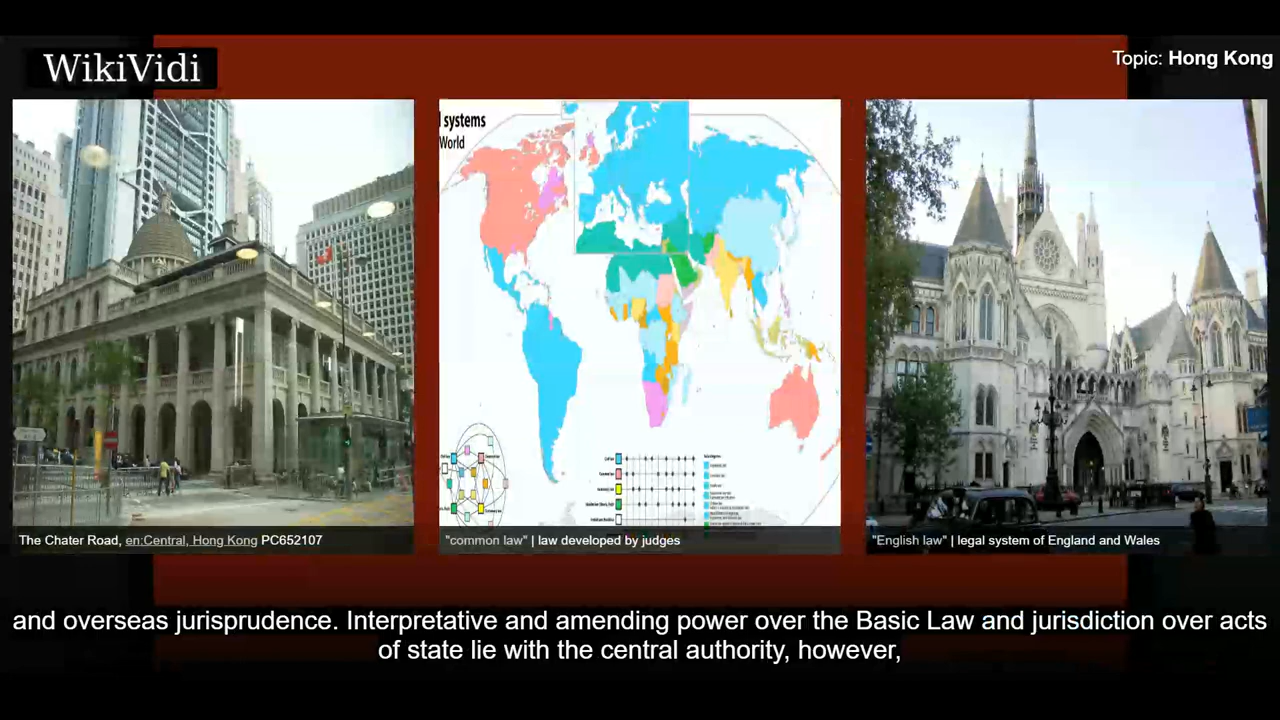 WikiVidi
Topic: Hong Kong
l systems
World
The Chater Road, en:Central, Hong Kong PC652107
"common law" | law developed by judges
"English law" | legal system of England and Wales
and overseas jurisprudence. Interpretative and amending power over the Basic Law and jurisdiction over acts
of state lie with the central authority, however,